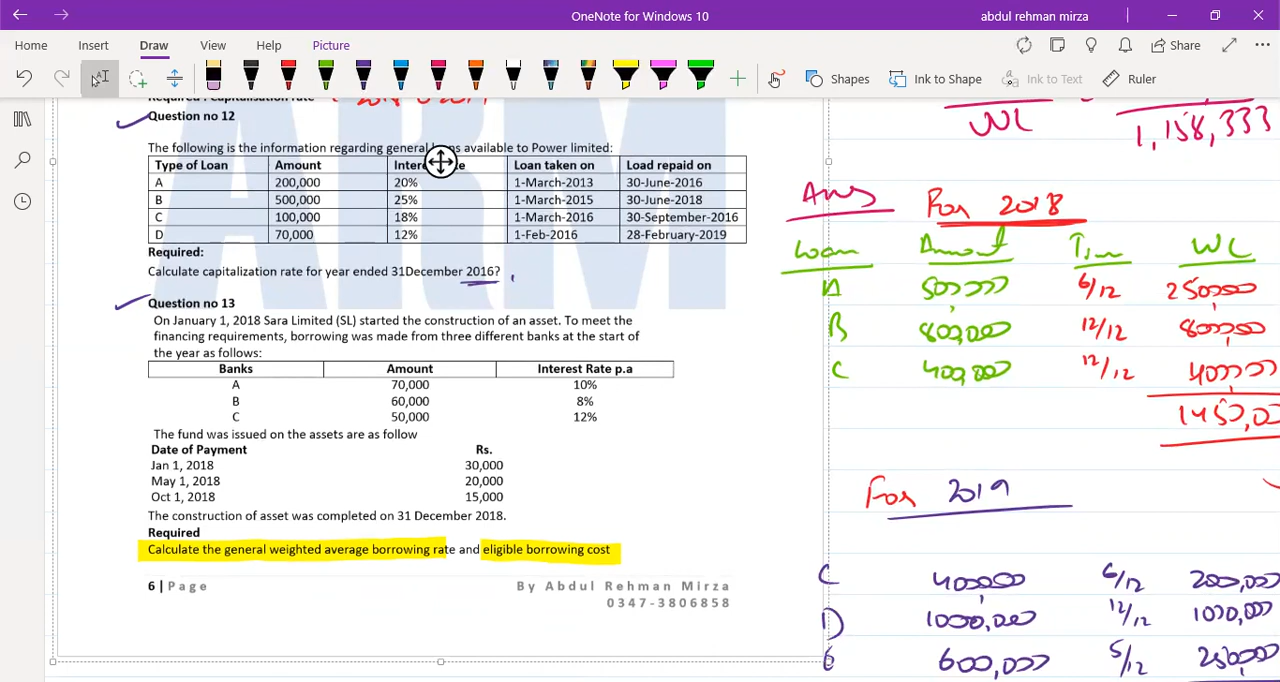 OneNote for Windows 10
abdul rehman mirza
Home Insert Draw View Help Picture
Share
Shapes Ink to Shape Ink to Text Ruler
Question no 12
The following is the information regarding general loans available to Power limited:
Type of Loan Amount Loan taken on Load repaid on
A 200,000 20% 1-March-2013 30-June-2016
B 500,000 25% 1-March-2015 30-June-2018
C 100,000 18% 1-March-2016 30-September-2016
D 70,000 12% 1-Feb-2016 28-February-2019
Required:
Calculate capitalization rate for year ended 31December 2016?
Question no 13
On January 1, 2018 Sara Limited (SL) started the construction of an asset. To meet the
financing requirements, borrowing was made from three different banks at the start of
the year as follows:
Banks Amount Interest Rate p.a
A 70,000 10%
B 60,000 8%
C 50,000 12%
The fund was issued on the assets are as follow
Date of Payment Rs.
Jan 1, 2018 30,000
May 1, 2018 20,000
Oct 1, 2018 15,000
The construction of asset was completed on 31 December 2018.
Required
Calculate the general weighted average borrowing rate and eligible borrowing cost
6 | Page By Abdul Rehman Mirza
0347-3806858
WL 1,158,333
Ans For 2018
Loan Amount Time WL
A 500,000 6/12 250,000
B 800,000 12/12 800,000
C 400,000 12/12
For 2019
C 400,000 6/12 200,000
D 1000,000 12/12
600,000 5/12 250,000